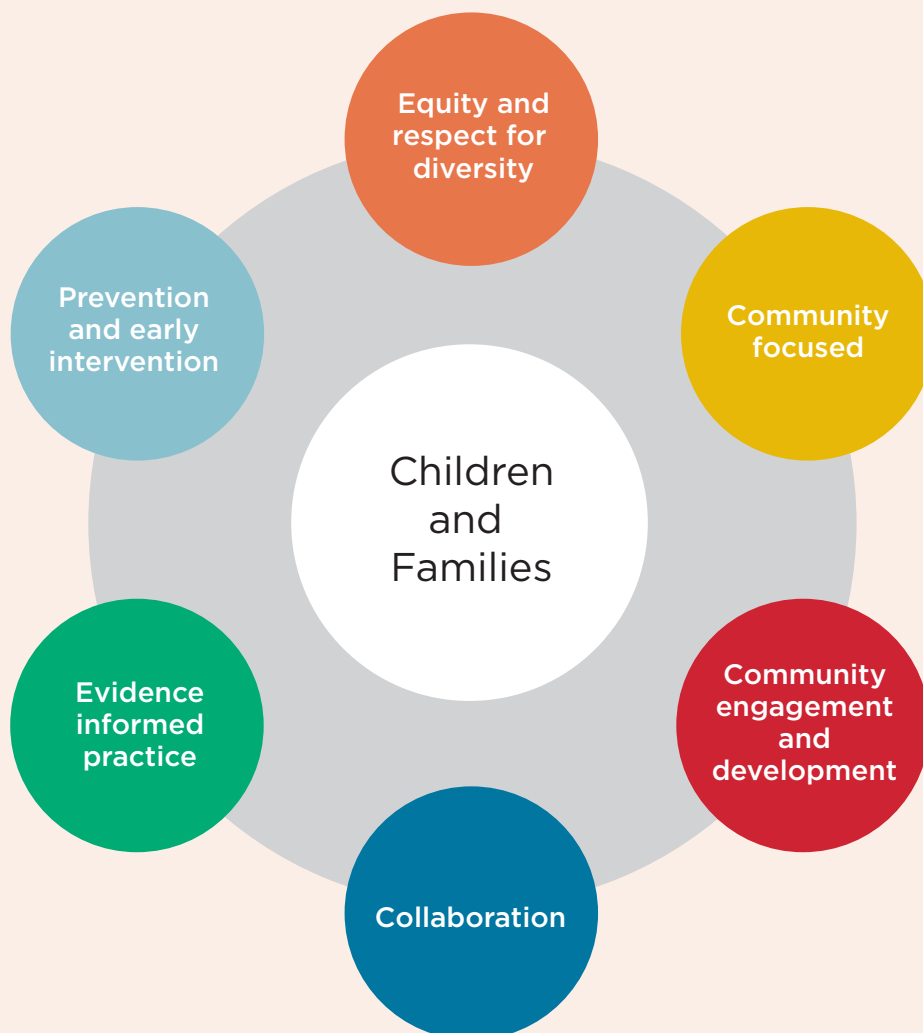 Equity and
respect for
diversity
Community
focused
Community
engagement
and
development
Collaboration
Evidence
informed
practice
Prevention
and early
intervention
Children
and
Families